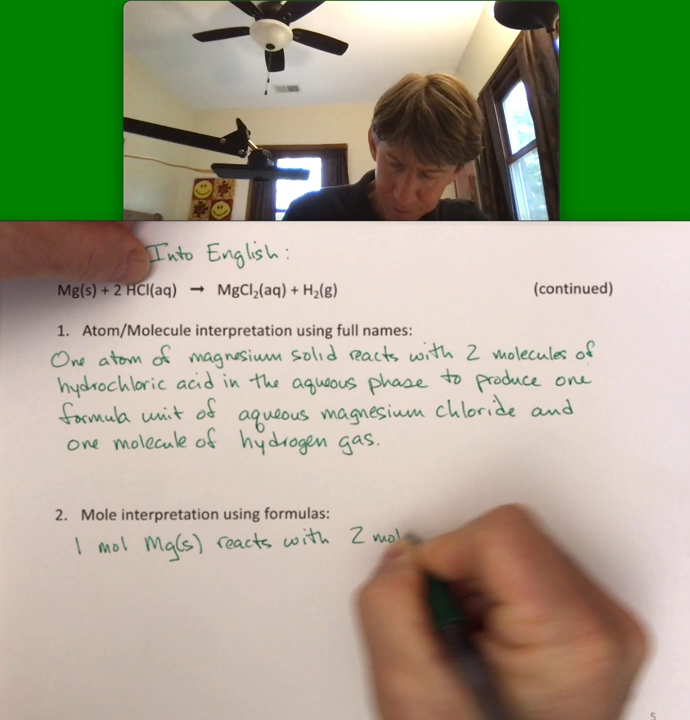 Into English:
Mg(s) + 2 HCl(aq) → MgCl₂(aq) + H₂(g) (continued)
1. Atom/Molecule interpretation using full names:
One atom of magnesium solid reacts with 2 molecules of
hydrochloric acid in the aqueous phase to produce one
formula unit of aqueous magnesium chloride and
one molecule of hydrogen gas.
2. Mole interpretation using formulas:
1 mol Mg(s) reacts with 2 mol
5